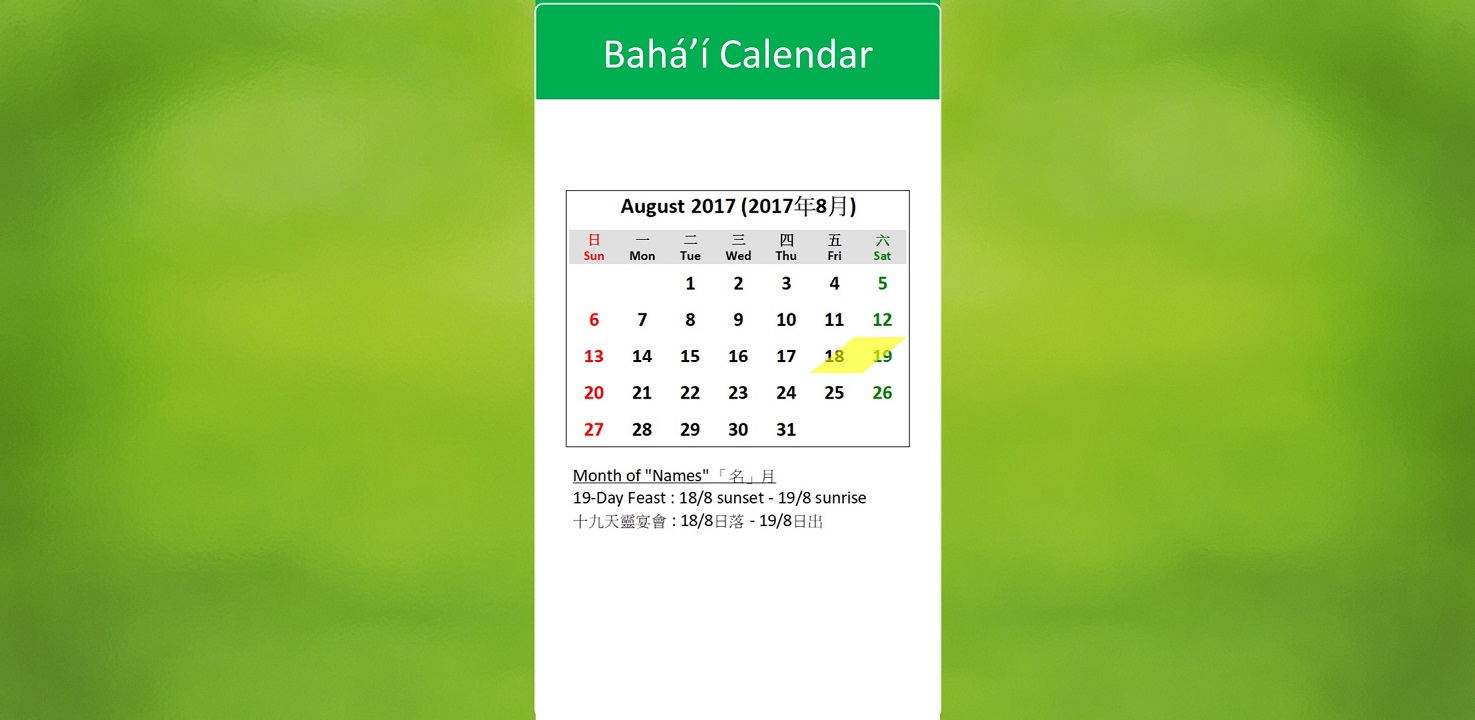 Bahá’í Calendar
August 2017 (2017年8月)
日 一 二 三 四 五 六
Sun Mon Tue Wed Thu Fri Sat
1 2 3 4 5
6 7 8 9 10 11 12
13 14 15 16 17 18 19
20 21 22 23 24 25 26
27 28 29 30 31
Month of "Names" 「名」月
19-Day Feast : 18/8 sunset - 19/8 sunrise
十九天靈宴會 : 18/8日落 - 19/8日出